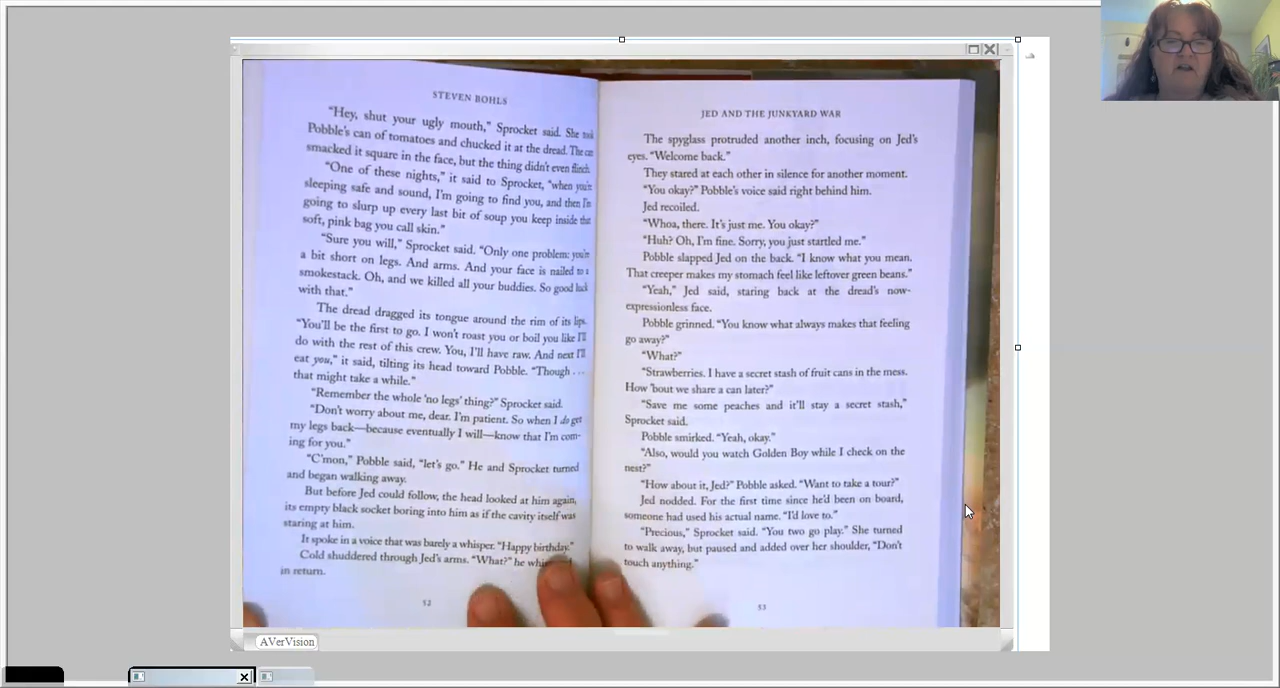 STEVEN BOHLS
"Hey, shut your ugly mouth," Sprocket said. She took
Pobble's can of tomatoes and chucked it at the dread. The can
smacked it square in the face, but the thing didn't even flinch.
"One of these nights," it said to Sprocket, "when you're
sleeping safe and sound, I'm going to find you, and then I'm
going to slurp up every last bit of soup you keep inside that
soft, pink bag you call skin."
"Sure you will," Sprocket said. "Only one problem: you're
a bit short on legs. And arms. And your face is nailed to a
smokestack. Oh, and we killed all your buddies. So good luck
with that."
The dread dragged its tongue around the rim of its lips.
"You'll be the first to go. I won't roast you or boil you like I'll
do with the rest of this crew. You, I'll have raw. And next I'll
eat you," it said, tilting its head toward Pobble. "Though . . .
that might take a while."
"Remember the whole 'no legs' thing?" Sprocket said.
"Don't worry about me, dear. I'm patient. So when I do get
my legs back—because eventually I will—know that I'm com-
ing for you."
"C'mon," Pobble said, "let's go." He and Sprocket turned
and began walking away.
But before Jed could follow, the head looked at him again,
its empty black socket boring into him as if the cavity itself was
staring at him.
It spoke in a voice that was barely a whisper. "Happy birthday."
Cold shuddered through Jed's arms. "What?" he
in return.
52
JED AND THE JUNKYARD WAR
The spyglass protruded another inch, focusing on Jed's
eyes. "Welcome back."
They stared at each other in silence for another moment.
"You okay?" Pobble's voice said right behind him.
Jed recoiled.
"Whoa, there. It's just me. You okay?"
"Huh? Oh, I'm fine. Sorry, you just startled me."
Pobble slapped Jed on the back. "I know what you mean.
That creeper makes my stomach feel like leftover green beans."
"Yeah," Jed said, staring back at the dread's now-
expressionless face.
Pobble grinned. "You know what always makes that feeling
go away?"
"What?"
"Strawberries. I have a secret stash of fruit cans in the mess.
How 'bout we share a can later?"
"Save me some peaches and it'll stay a secret stash,"
Sprocket said.
Pobble smirked. "Yeah, okay."
"Also, would you watch Golden Boy while I check on the
nest?"
"How about it, Jed?" Pobble asked. "Want to take a tour?"
Jed nodded. For the first time since he'd been on board,
someone had used his actual name. "I'd love to."
"Precious," Sprocket said. "You two go play." She turned
to walk away, but paused and added over her shoulder, "Don't
touch anything."
53
AVerVision